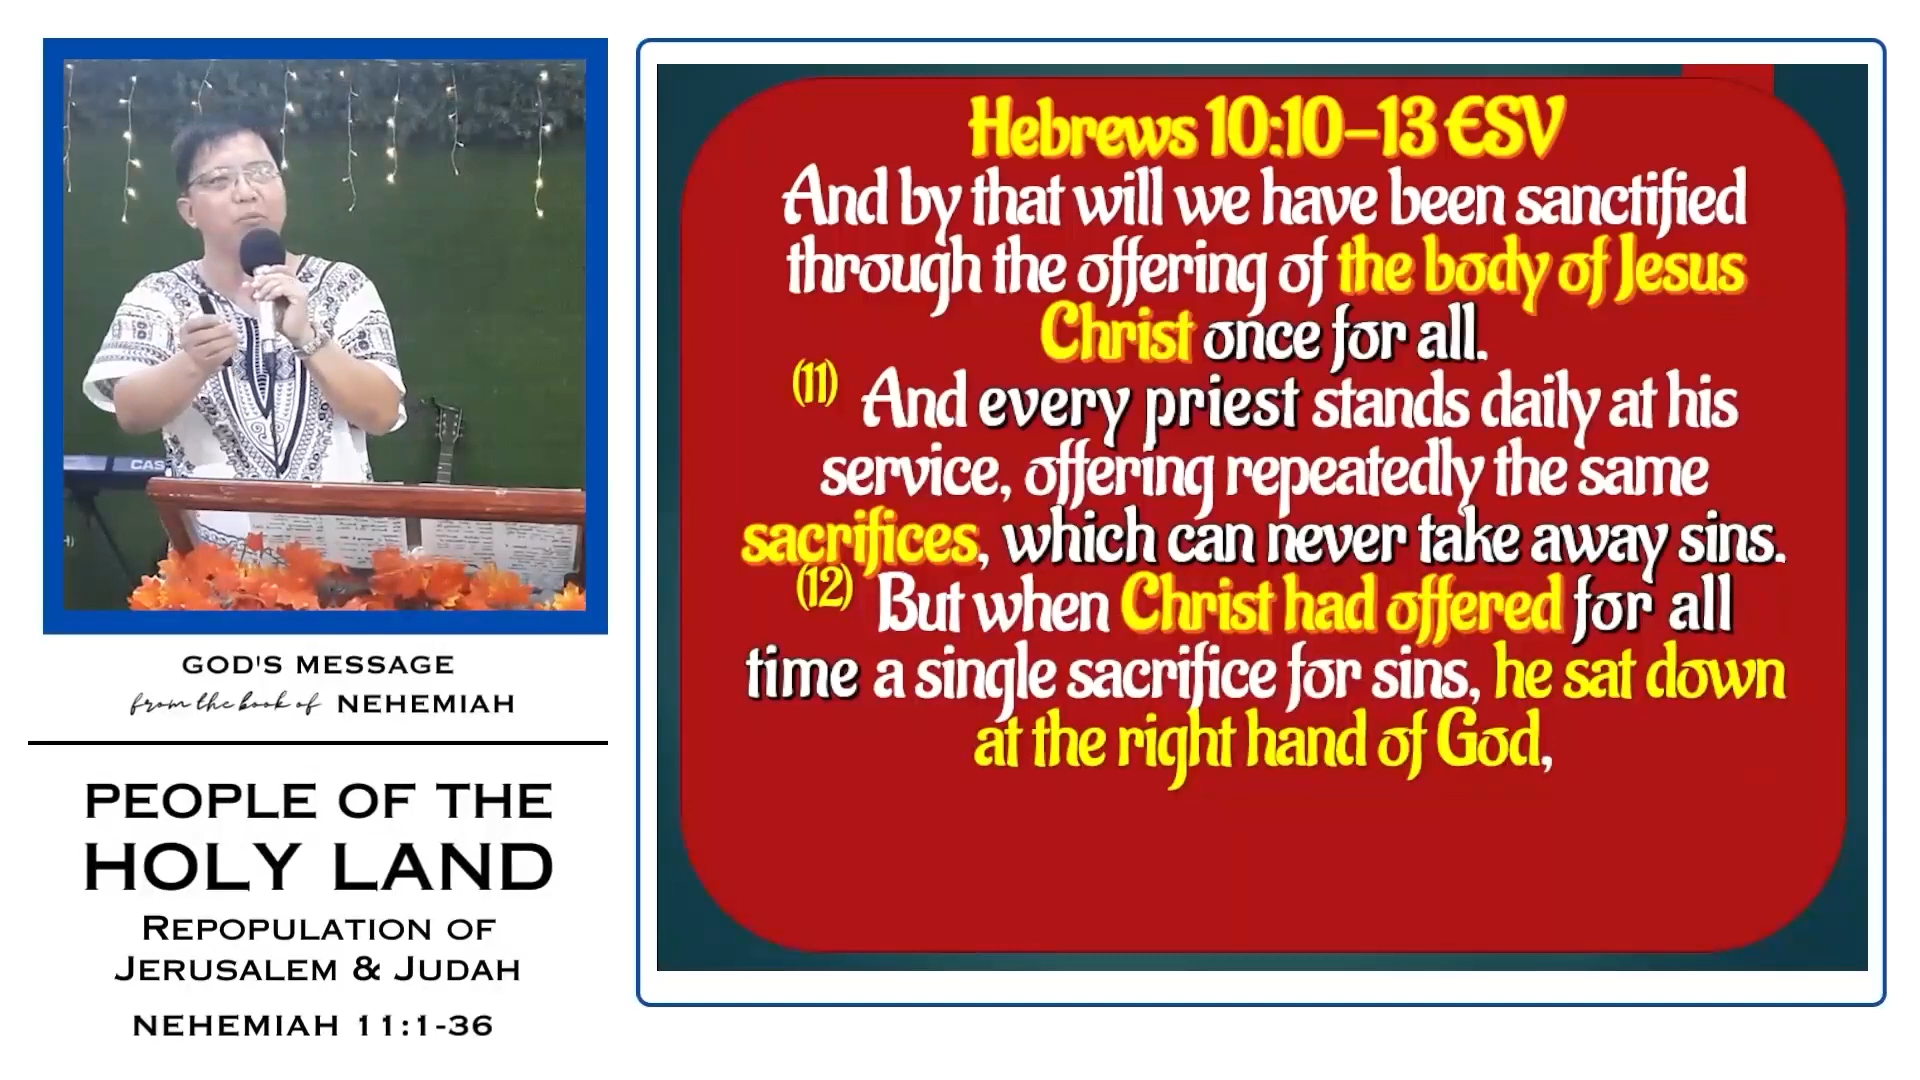 CAS
GOD'S MESSAGE
from the book of NEHEMIAH
PEOPLE OF THE
HOLY LAND
REPOPULATION OF
JERUSALEM & JUDAH
NEHEMIAH 11:1-36
Hebrews 10:10–13 ESV
And by that will we have been sanctified
through the offering of the body of Jesus
Christ once for all.
(11) And every priest stands daily at his
service, offering repeatedly the same
sacrifices, which can never take away sins.
(12) But when Christ had offered for all
time a single sacrifice for sins, he sat down
at the right hand of God,